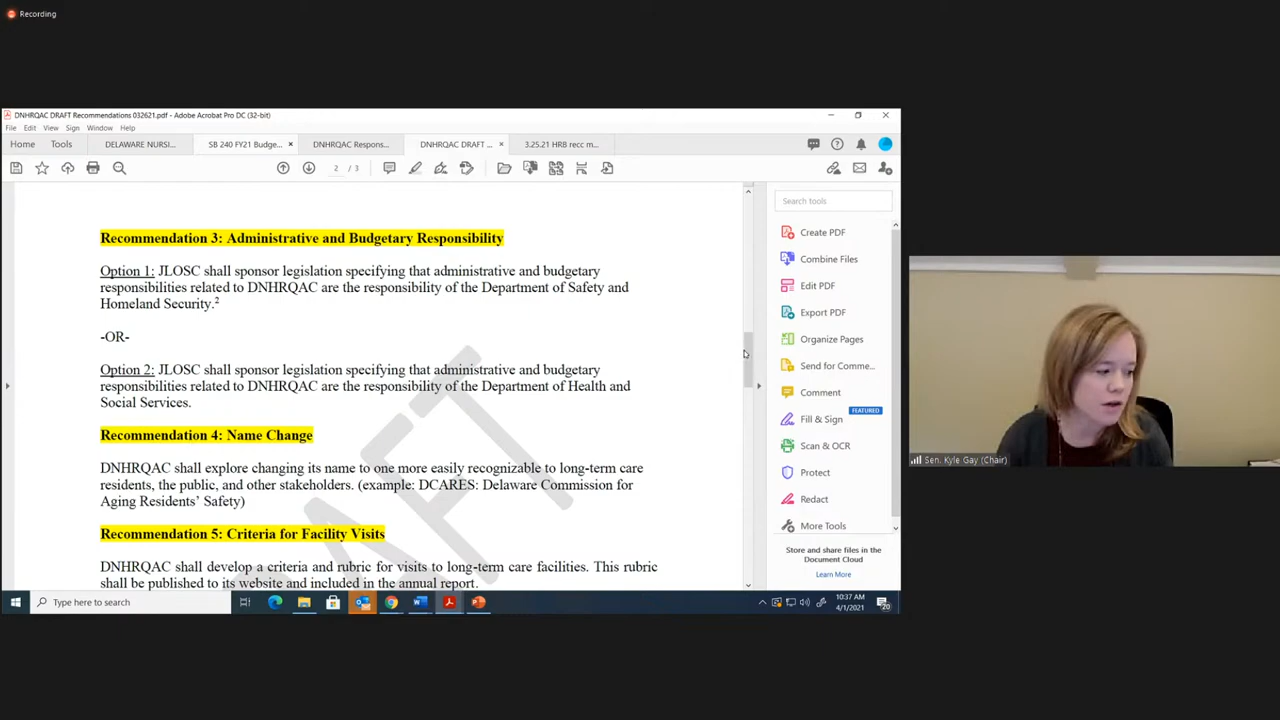 Recording
DNHRQAC DRAFT Recommendations 032621.pdf - Adobe Acrobat Pro DC (32-bit)
File Edit View Sign Window Help
Home Tools DELAWARE NURSI... SB 240 FY21 Budge... × DNHRQAC Respons... DNHRQAC DRAFT ... × 3.25.21 HRB recc m...
2 / 3
Recommendation 3: Administrative and Budgetary Responsibility
Option 1: JLOSC shall sponsor legislation specifying that administrative and budgetary
responsibilities related to DNHRQAC are the responsibility of the Department of Safety and
Homeland Security.2
-OR-
Option 2: JLOSC shall sponsor legislation specifying that administrative and budgetary
responsibilities related to DNHRQAC are the responsibility of the Department of Health and
Social Services.
Recommendation 4: Name Change
DNHRQAC shall explore changing its name to one more easily recognizable to long-term care
residents, the public, and other stakeholders. (example: DCARES: Delaware Commission for
Aging Residents' Safety)
Recommendation 5: Criteria for Facility Visits
DNHRQAC shall develop a criteria and rubric for visits to long-term care facilities. This rubric
shall be published to its website and included in the annual report.
DRAFT
Search tools
Create PDF
Combine Files
Edit PDF
Export PDF
Organize Pages
Send for Comme...
Comment
FEATURED
Fill & Sign
Scan & OCR
Protect
Redact
More Tools
Store and share files in the
Document Cloud
Learn More
Type here to search
10:37 AM
4/1/2021
20
Sen. Kyle Gay (Chair)